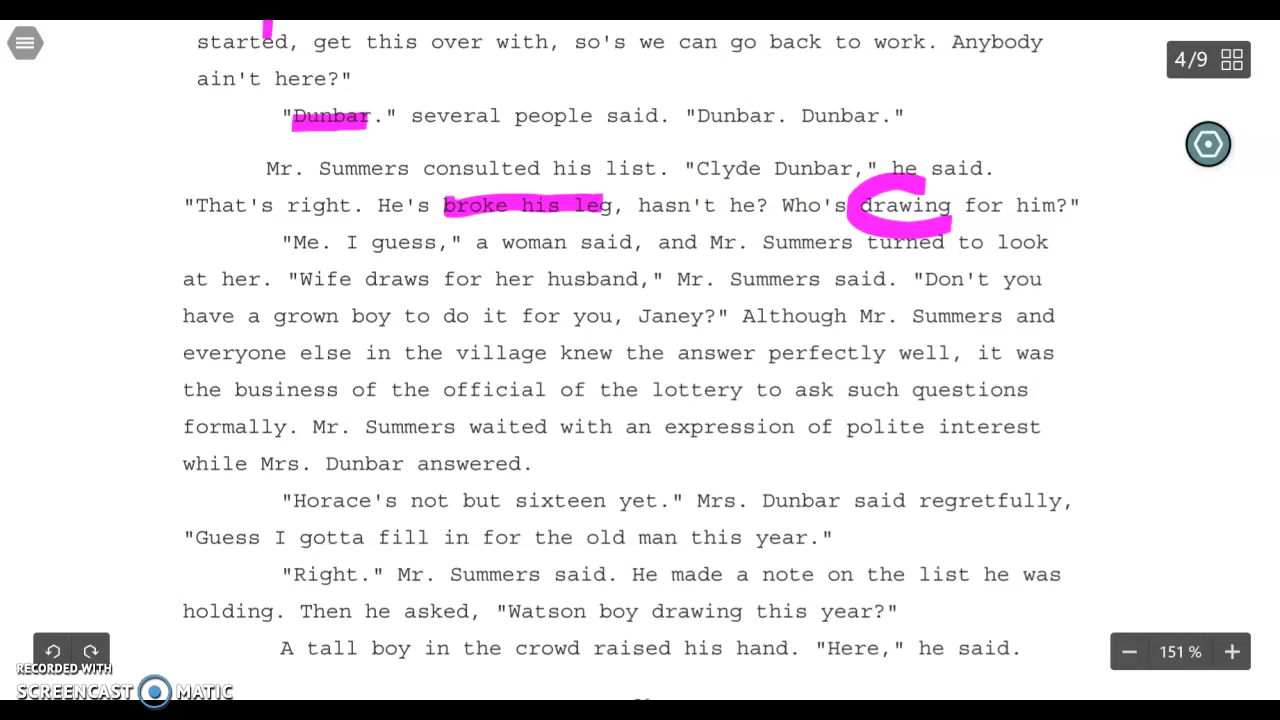 started, get this over with, so's we can go back to work. Anybody
4/9
ain't here?"
"Dunbar." several people said. "Dunbar. Dunbar."
Mr. Summers consulted his list. "Clyde Dunbar," he said.
"That's right. He's broke his leg, hasn't he? Who's drawing for him?"
"Me. I guess," a woman said, and Mr. Summers turned to look
at her. "Wife draws for her husband," Mr. Summers said. "Don't you
have a grown boy to do it for you, Janey?" Although Mr. Summers and
everyone else in the village knew the answer perfectly well, it was
the business of the official of the lottery to ask such questions
formally. Mr. Summers waited with an expression of polite interest
while Mrs. Dunbar answered.
"Horace's not but sixteen yet." Mrs. Dunbar said regretfully,
"Guess I gotta fill in for the old man this year."
"Right." Mr. Summers said. He made a note on the list he was
holding. Then he asked, "Watson boy drawing this year?"
A tall boy in the crowd raised his hand. "Here," he said.
151 %
RECORDED WITH
SCREENCAST MATIC